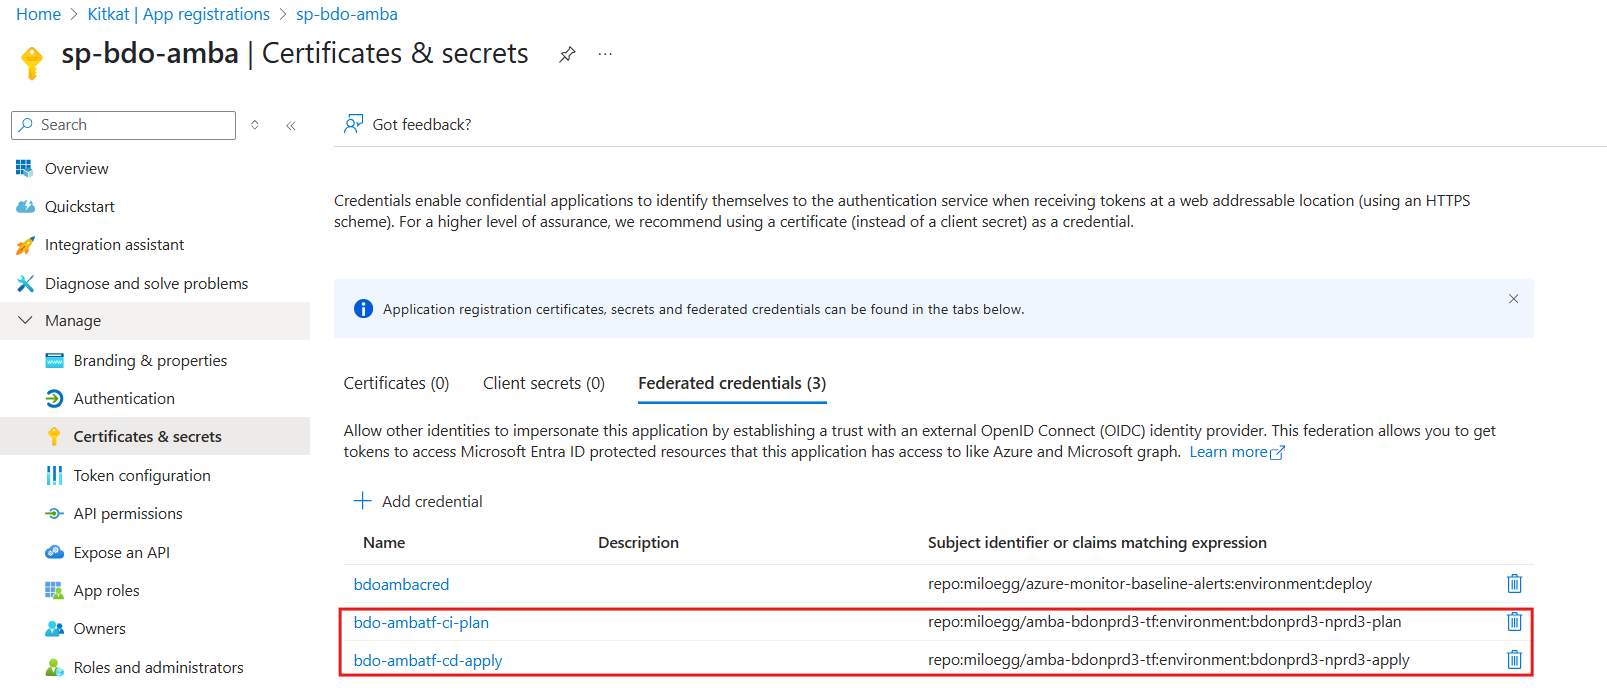 Home > Kitkat | App registrations > sp-bdo-amba
sp-bdo-amba | Certificates & secrets
Search
Got feedback?
Overview
Quickstart
Integration assistant
Diagnose and solve problems
Manage
Branding & properties
Authentication
Certificates & secrets
Token configuration
API permissions
Expose an API
App roles
Owners
Roles and administrators
Credentials enable confidential applications to identify themselves to the authentication service when receiving tokens at a web addressable location (using an HTTPS
scheme). For a higher level of assurance, we recommend using a certificate (instead of a client secret) as a credential.
Application registration certificates, secrets and federated credentials can be found in the tabs below.
Certificates (0) Client secrets (0) Federated credentials (3)
Allow other identities to impersonate this application by establishing a trust with an external OpenID Connect (OIDC) identity provider. This federation allows you to get
tokens to access Microsoft Entra ID protected resources that this application has access to like Azure and Microsoft graph. Learn more
Add credential
Name Description Subject identifier or claims matching expression
bdoambacred repo:miloegg/azure-monitor-baseline-alerts:environment:deploy
bdo-ambatf-ci-plan repo:miloegg/amba-bdonprd3-tf:environment:bdonprd3-nprd3-plan
bdo-ambatf-cd-apply repo:miloegg/amba-bdonprd3-tf:environment:bdonprd3-nprd3-apply